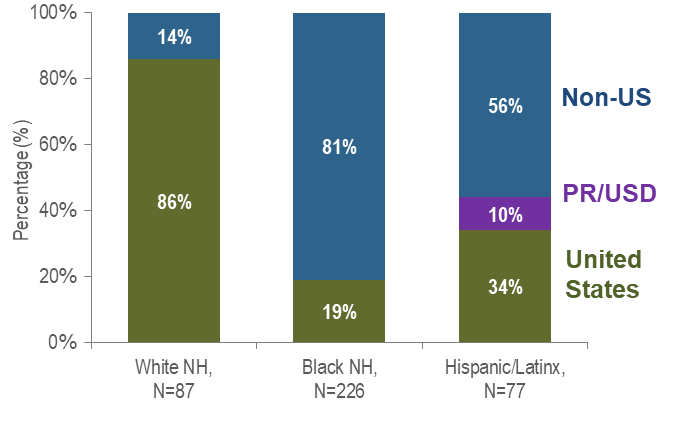 100%
80%
60%
40%
20%
0%
Percentage (%)
14%
86%
81%
19%
56%
10%
34%
Non-US
PR/USD
United
States
White NH,
N=87
Black NH,
N=226
Hispanic/Latinx,
N=77